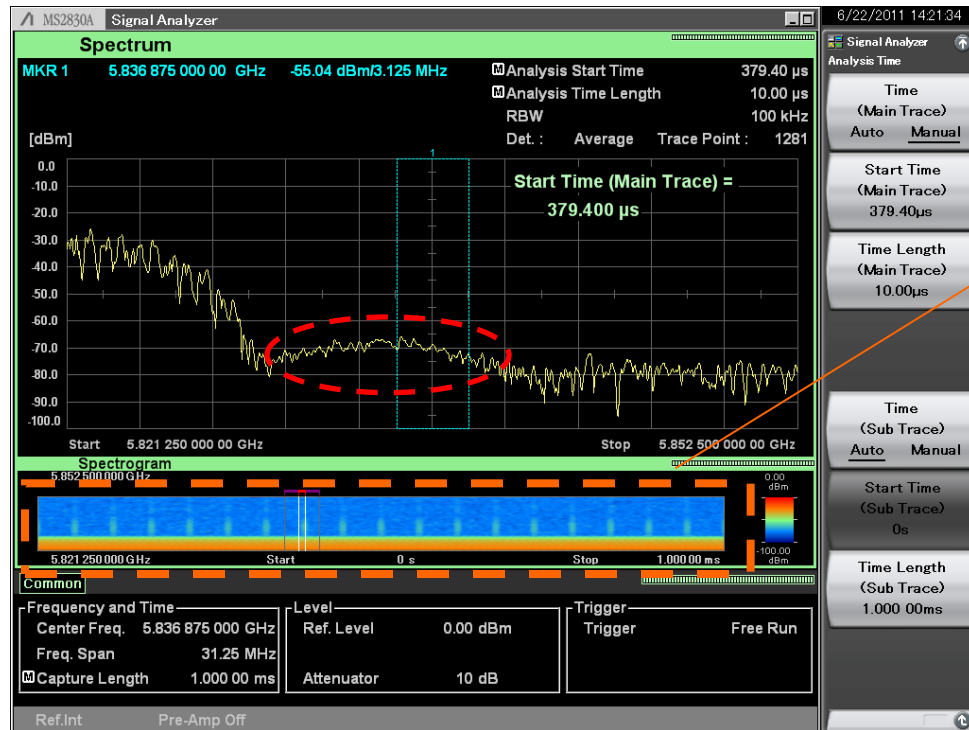 MS2830A Signal Analyzer
6/22/2011 14:21:34
Spectrum
MKR 1 5.836 875 000 00 GHz -55.04 dBm/3.125 MHz
M Analysis Start Time 379.40 µs
M Analysis Time Length 10.00 µs
RBW 100 kHz
[dBm] Det. : Average Trace Point : 1281
1
Start Time (Main Trace) =
379.400 µs
0.0
-10.0
-20.0
-30.0
-40.0
-50.0
-60.0
-70.0
-80.0
-90.0
-100.0
Start 5.821 250 000 00 GHz Stop 5.852 500 000 00 GHz
Spectrogram
5.852500 000 GHz
0.00
dBm
-100.00
dBm
5.821 250 000 GHz Start 0 s Stop 1.000 00 ms
Common
Frequency and Time
Center Freq. 5.836 875 000 GHz
Freq. Span 31.25 MHz
M Capture Length 1.000 00 ms
Level
Ref. Level 0.00 dBm
Attenuator 10 dB
Trigger
Trigger Free Run
Ref.Int Pre-Amp Off
Signal Analyzer
Analysis Time
Time
(Main Trace)
Auto Manual
Start Time
(Main Trace)
379.40µs
Time Length
(Main Trace)
10.00µs
Time
(Sub Trace)
Auto Manual
Start Time
(Sub Trace)
0s
Time Length
(Sub Trace)
1.000 00ms